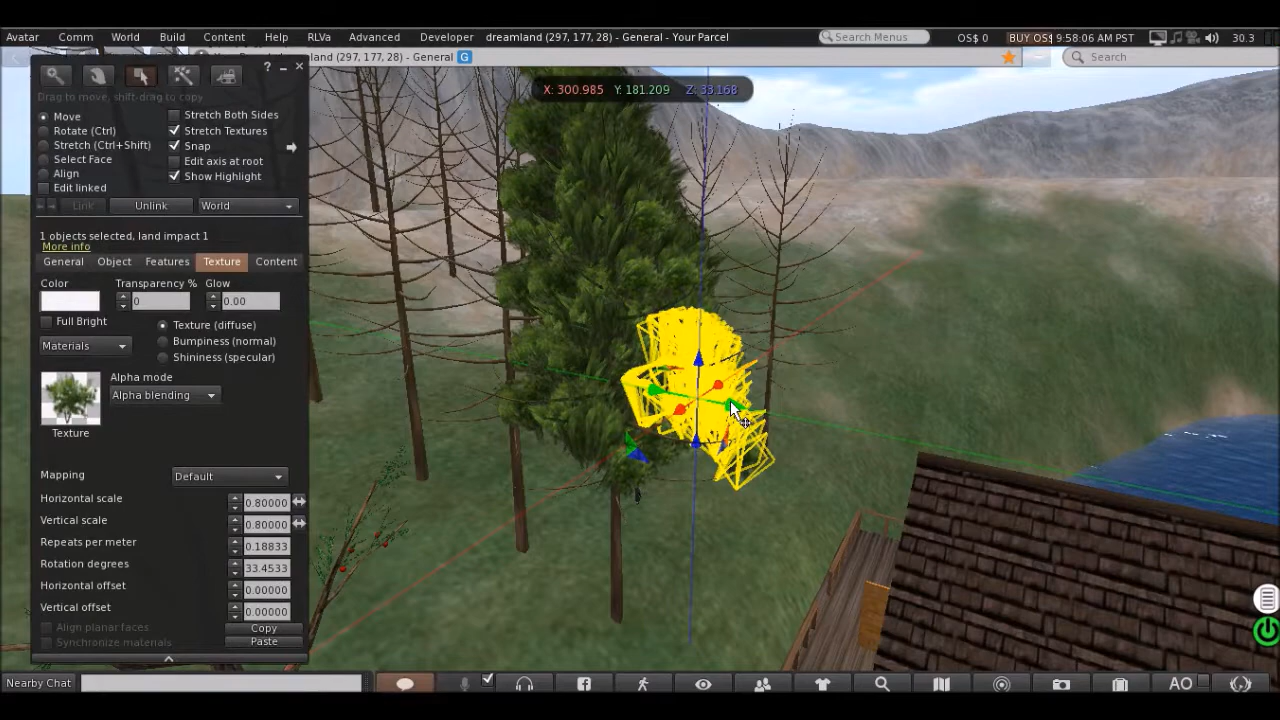 Avatar Comm World Build Content Help RLVa Advanced Developer dreamland (297, 177, 28) - General - Your Parcel Search Menus OS$ 0 BUY OS$ 9:58:06 AM PST 30.3
land (297, 177, 28) - General G Search
? _ ×
X: 300.985 Y: 181.209 Z: 33.168
Drag to move, shift-drag to copy
Move Stretch Both Sides
Rotate (Ctrl) Stretch Textures
Stretch (Ctrl+Shift) Snap
Select Face Edit axis at root
Align Show Highlight
Edit linked
Link Unlink World
1 objects selected, land impact 1
More info
General Object Features Texture Content
Color Transparency % Glow
0 0.00
Full Bright Texture (diffuse)
Materials Bumpiness (normal)
Shininess (specular)
Alpha mode
Alpha blending
Texture
Mapping Default
Horizontal scale 0.80000
Vertical scale 0.80000
Repeats per meter 0.18833
Rotation degrees 33.4533
Horizontal offset 0.00000
Vertical offset 0.00000
Align planar faces Copy
Synchronize materials Paste
Nearby Chat AO